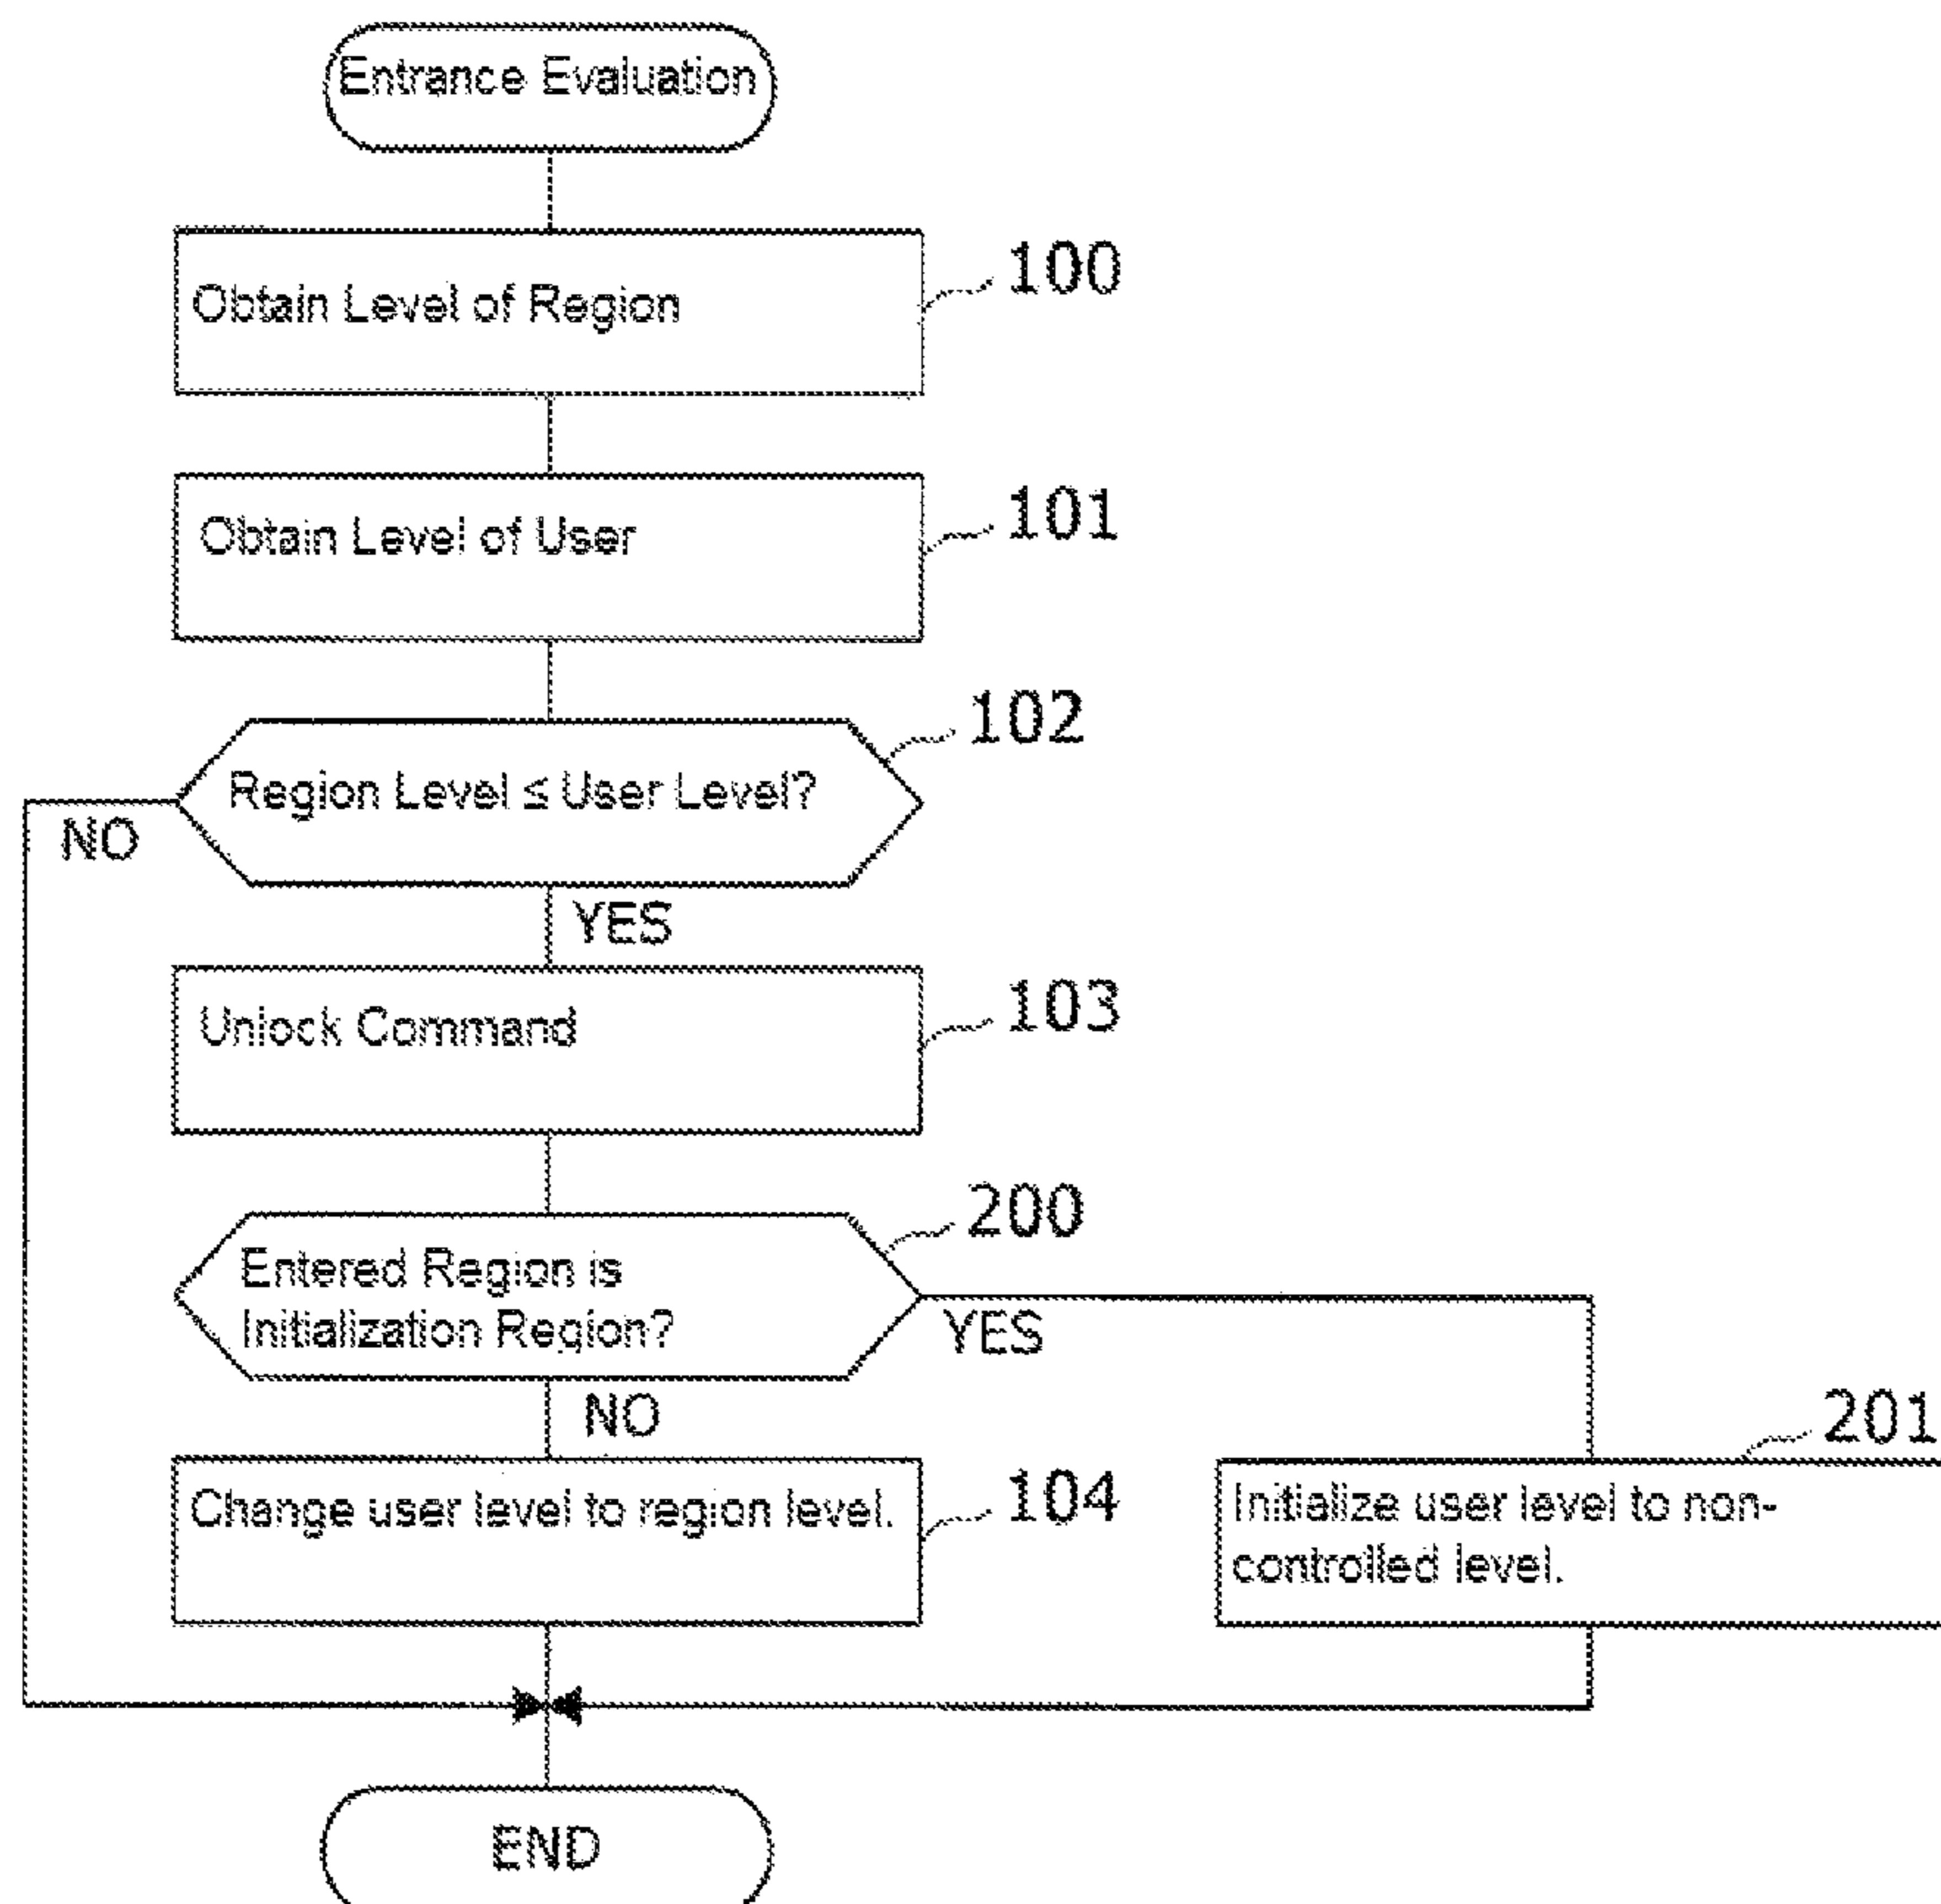 Entrance Evaluation
Obtain Level of Region
100
Obtain Level of User
101
102
Region Level ≤ User Level?
NO
YES
Unlock Command
103
200
Entered Region is
Initialization Region?
YES
NO
201
Change user level to region level.
104
Initialize user level to non-
controlled level.
END